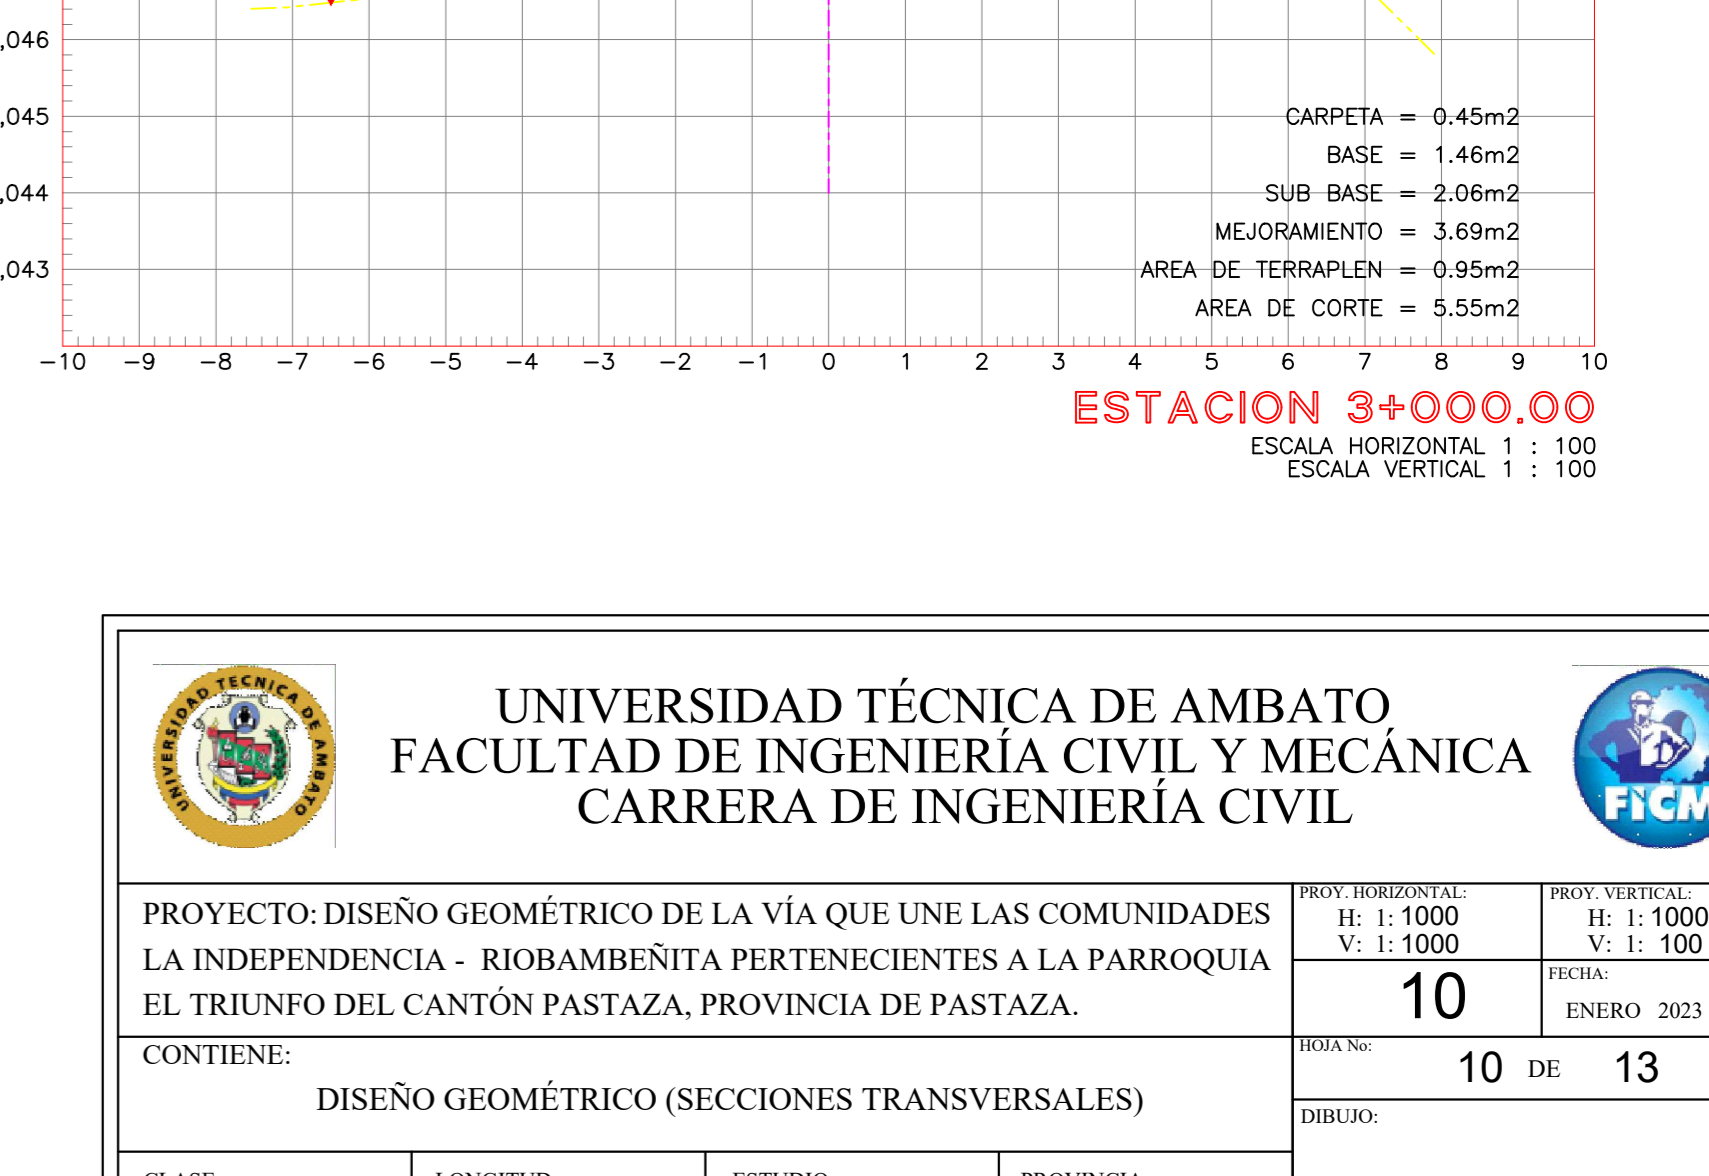 ,046
,045
CARPETA = 0.45m2
BASE = 1.46m2
,044
SUB BASE = 2.06m2
MEJORAMIENTO = 3.69m2
,043
AREA DE TERRAPLEN = 0.95m2
AREA DE CORTE = 5.55m2
-10 -9 -8 -7 -6 -5 -4 -3 -2 -1 0 1 2 3 4 5 6 7 8 9 10
ESTACION 3+000.00
ESCALA HORIZONTAL 1 : 100
ESCALA VERTICAL 1 : 100
UNIVERSIDAD TECNICA DE AMBATO
UNIVERSIDAD TÉCNICA DE AMBATO
FACULTAD DE INGENIERÍA CIVIL Y MECÁNICA
CARRERA DE INGENIERÍA CIVIL
FICM
PROYECTO: DISEÑO GEOMÉTRICO DE LA VÍA QUE UNE LAS COMUNIDADES
LA INDEPENDENCIA - RIOBAMBEÑITA PERTENECIENTES A LA PARROQUIA
EL TRIUNFO DEL CANTÓN PASTAZA, PROVINCIA DE PASTAZA.
PROY. HORIZONTAL:
H: 1: 1000
V: 1: 1000
PROY. VERTICAL:
H: 1: 1000
V: 1: 100
10
FECHA:
ENERO 2023
CONTIENE:
DISEÑO GEOMÉTRICO (SECCIONES TRANSVERSALES)
HOJA No:
10 DE 13
DIBUJO: